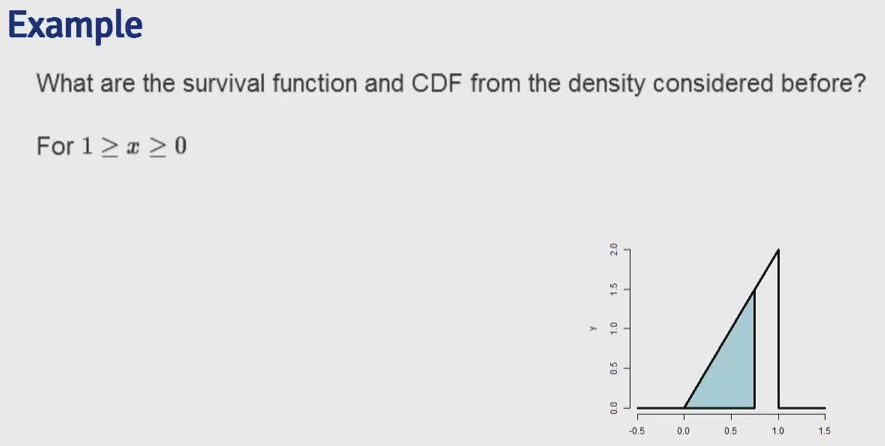 Example
What are the survival function and CDF from the density considered before?
For 1 ≥ x ≥ 0
2.0
1.5
1.0
0.5
0.0
y
-0.5 0.0 0.5 1.0 1.5